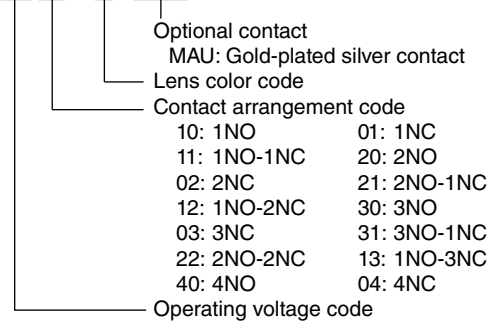 Optional contact
MAU: Gold-plated silver contact
Lens color code
Contact arrangement code
10: 1NO 01: 1NC
11: 1NO-1NC 20: 2NO
02: 2NC 21: 2NO-1NC
12: 1NO-2NC 30: 3NO
03: 3NC 31: 3NO-1NC
22: 2NO-2NC 13: 1NO-3NC
40: 4NO 04: 4NC
Operating voltage code